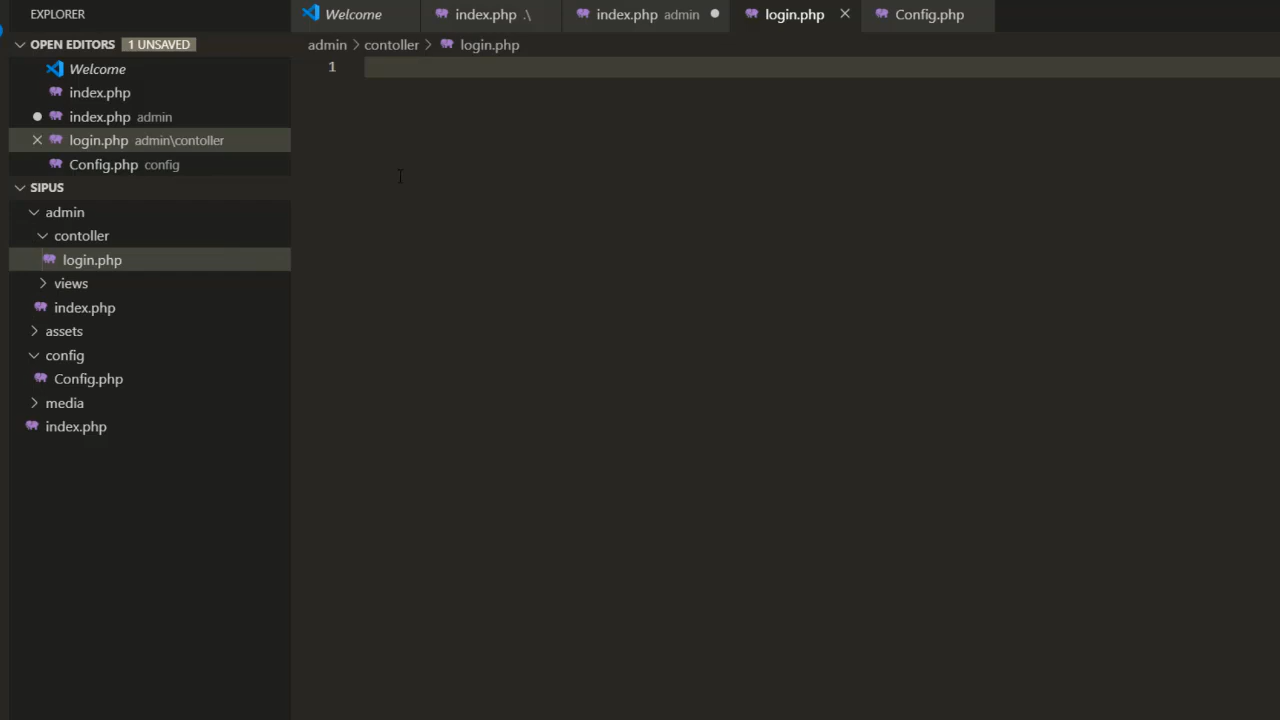 EXPLORER
Welcome
index.php .\
index.php admin
login.php
Config.php
OPEN EDITORS 1 UNSAVED
Welcome
index.php
index.php admin
login.php admin\contoller
Config.php config
SIPUS
admin
contoller
login.php
views
index.php
assets
config
Config.php
media
index.php
admin > contoller > login.php
1